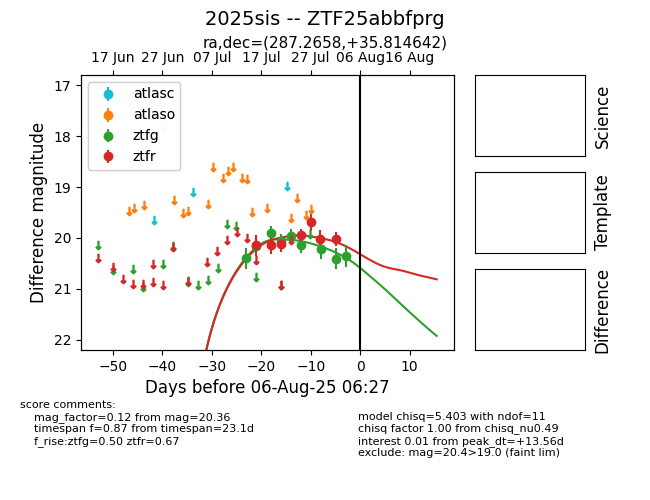 2025sis -- ZTF25abbfprg
ra,dec=(287.2658,+35.814642)
17 Jun 27 Jun 07 Jul 17 Jul 27 Jul 06 Aug 16 Aug
atlasc
atlaso
ztfg
ztfr
Difference magnitude
17
18
19
20
21
22
−50 −40 −30 −20 −10 0 10
Days before 06-Aug-25 06:27
Science
Template
Difference
score comments:
mag_factor=0.12 from mag=20.36
timespan f=0.87 from timespan=23.1d
f_rise:ztfg=0.50 ztfr=0.67
model chisq=5.403 with ndof=11
chisq factor 1.00 from chisq_nu0.49
interest 0.01 from peak_dt=+13.56d
exclude: mag=20.4>19.0 (faint lim)